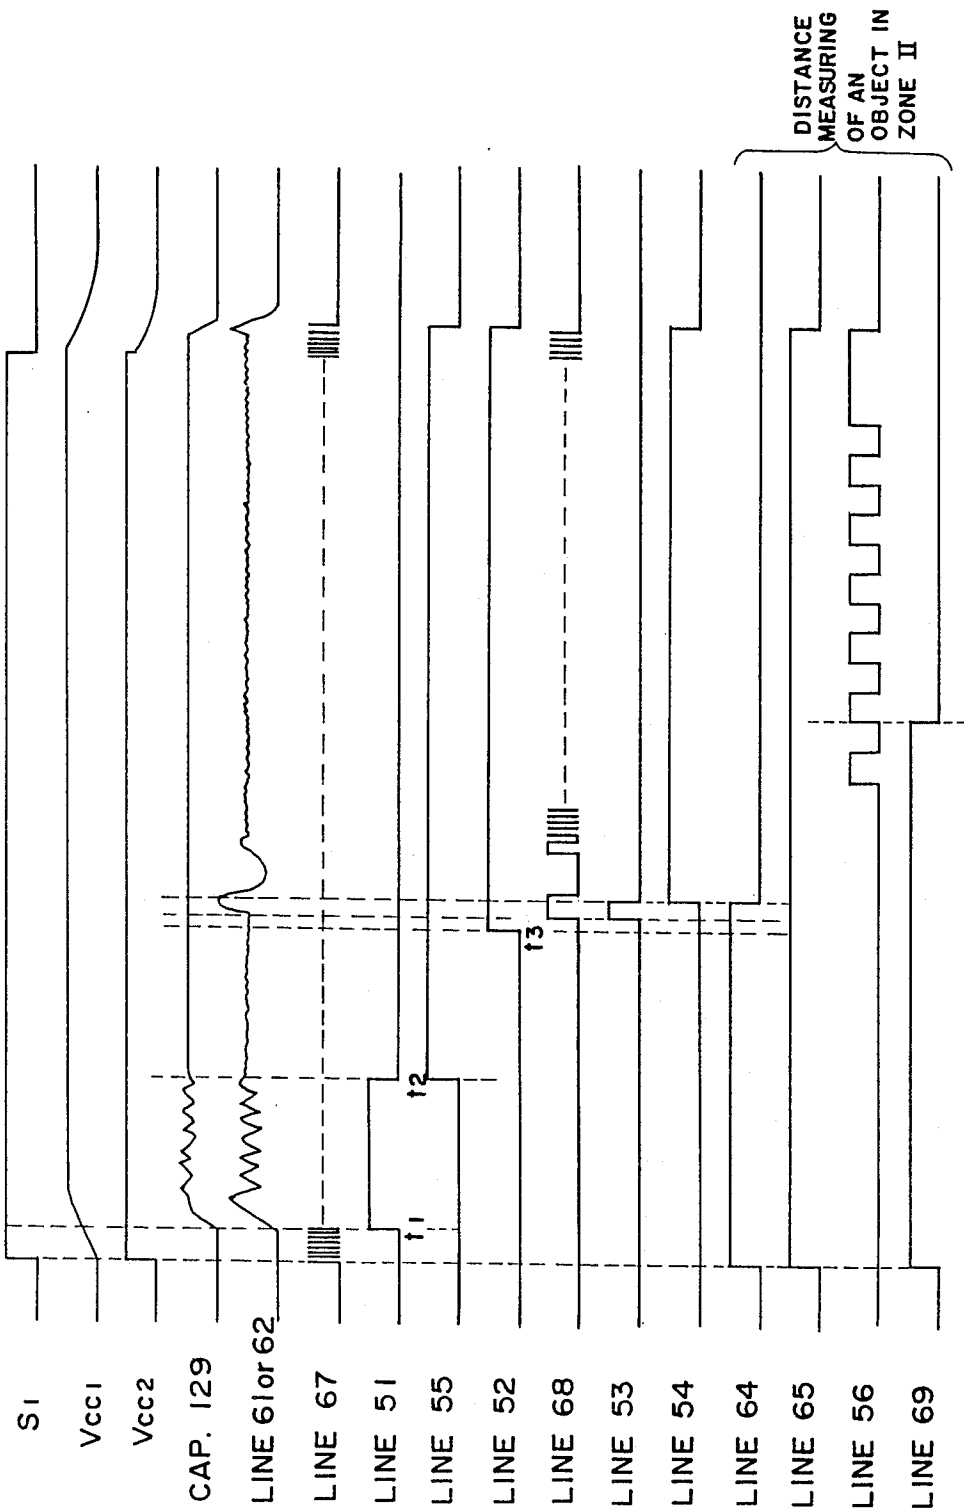 S1
Vcc1
Vcc2
CAP. 129
LINE 61 or 62
LINE 67
LINE 51
LINE 55
LINE 52
LINE 68
LINE 53
LINE 54
LINE 64
LINE 65
LINE 56
LINE 69
t1
t2
t3
DISTANCE
MEASURING
OF AN
OBJECT IN
ZONE II